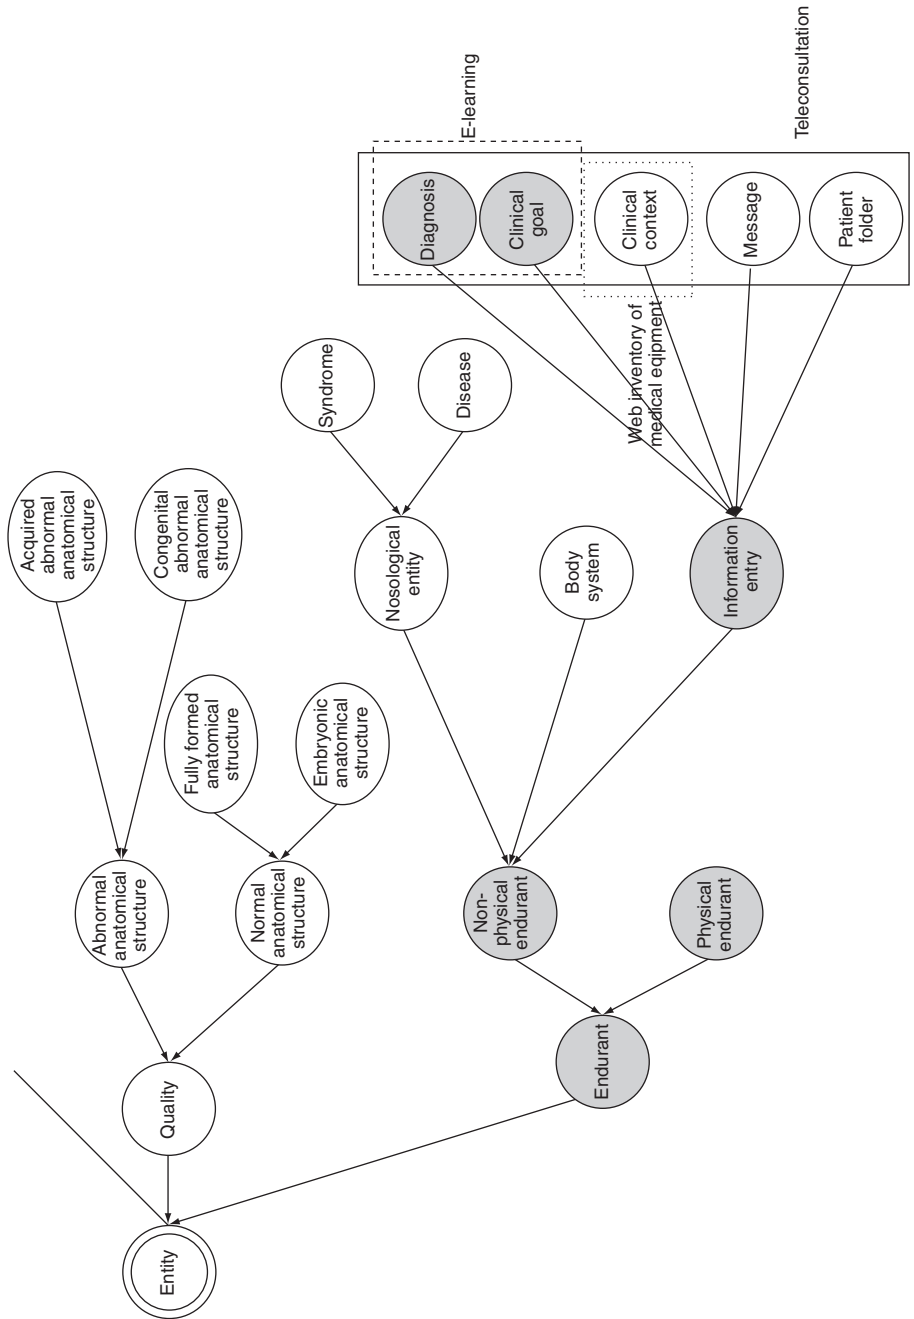 Entity
Quality
Endurant
Abnormal
anatomical
structure
Normal
anatomical
structure
Non-
physical
endurant
Physical
endurant
Acquired
abnormal
anatomical
structure
Congenital
abnormal
anatomical
structure
Fully formed
anatomical
structure
Embryonic
anatomical
structure
Nosological
entity
Body
system
Information
entry
Syndrome
Disease
Web inventory of
medical eqipment
Diagnosis
Clinical
goal
Clinical
context
Message
Patient
folder
E-learning
Teleconsultation